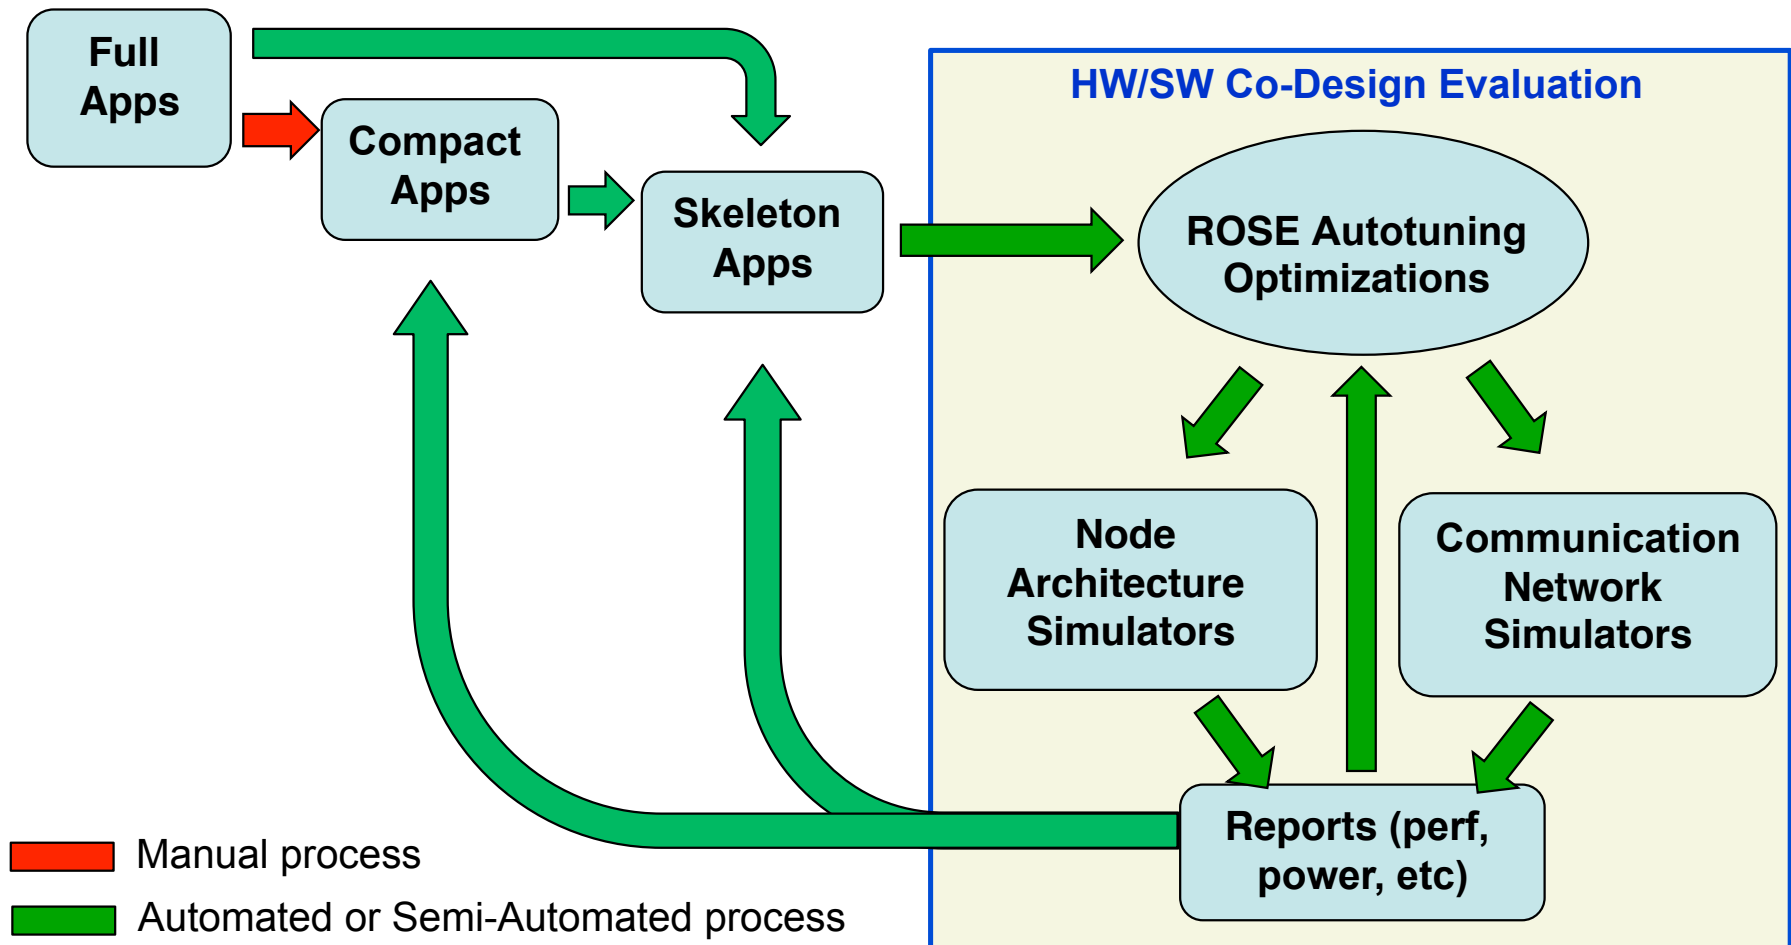 Full
Apps
Compact
Apps
Skeleton
Apps
HW/SW Co-Design Evaluation
ROSE Autotuning
Optimizations
Node
Architecture
Simulators
Communication
Network
Simulators
Reports (perf,
power, etc)
Manual process
Automated or Semi-Automated process